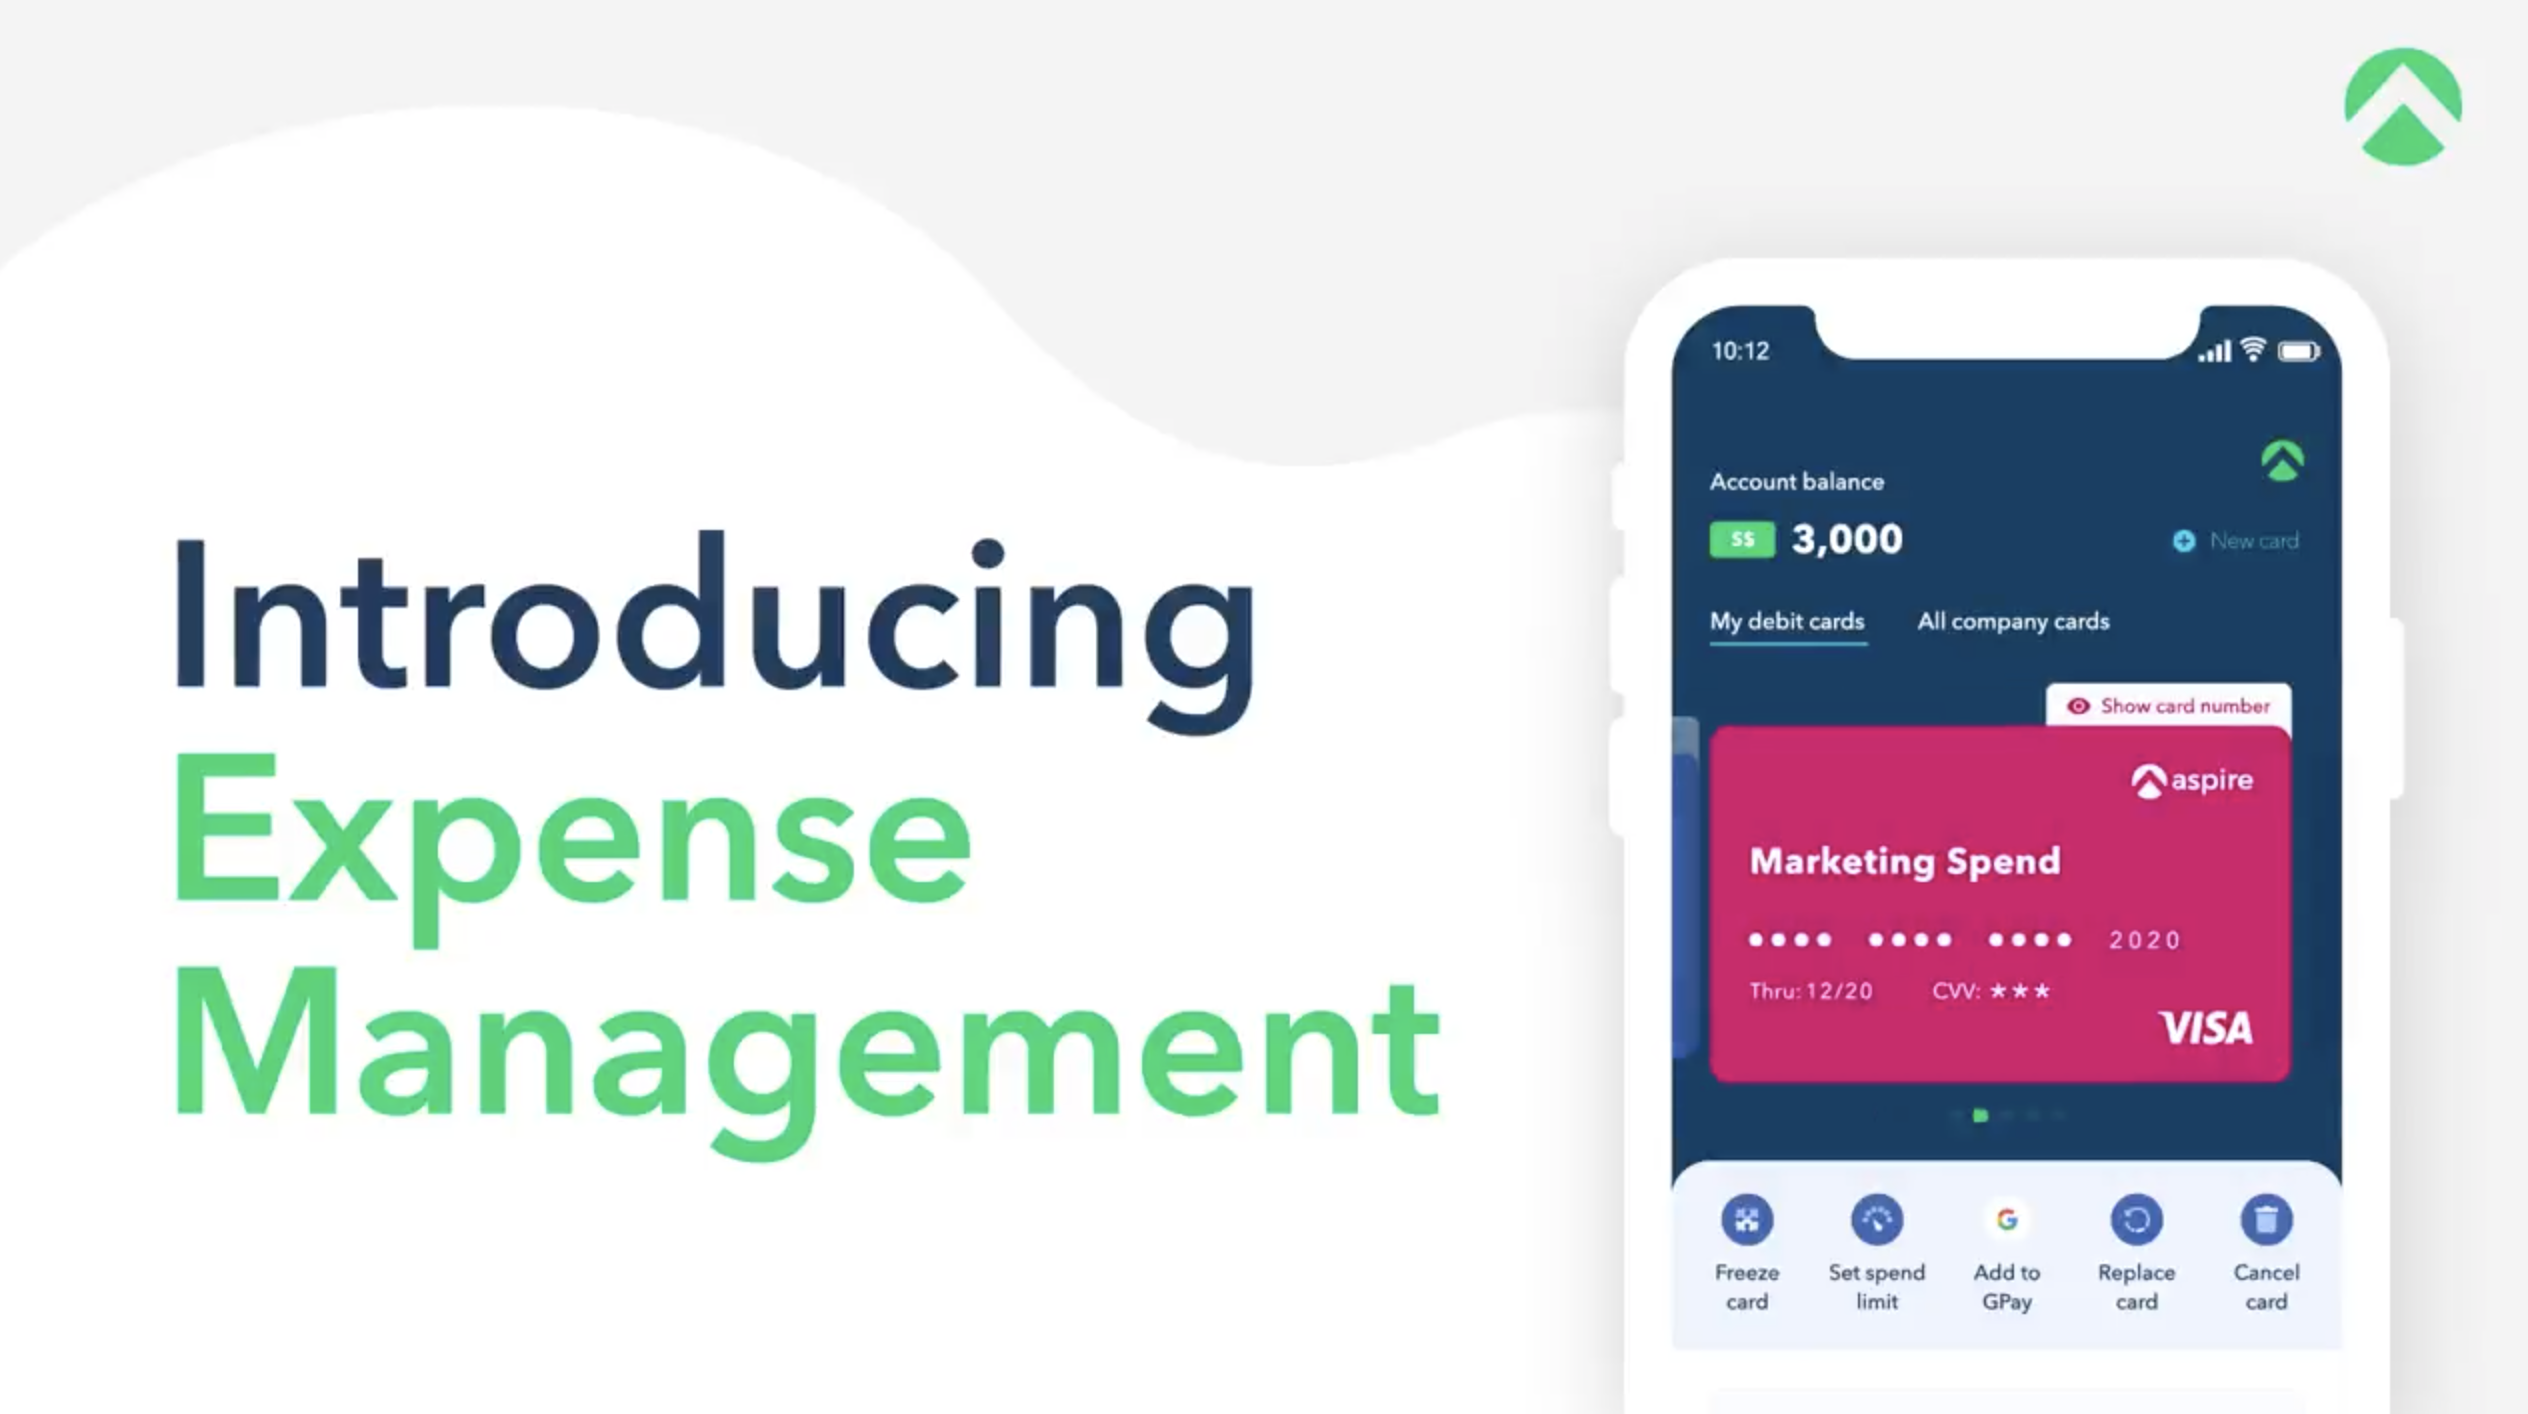 Introducing
Expense
Management
10:12
Account balance
S$ 3,000
New card
My debit cards All company cards
Show card number
aspire
Marketing Spend
•••• •••• •••• 2020
Thru: 12/20 CVV: ★★★
VISA
Freeze card
Set spend limit
Add to GPay
Replace card
Cancel card